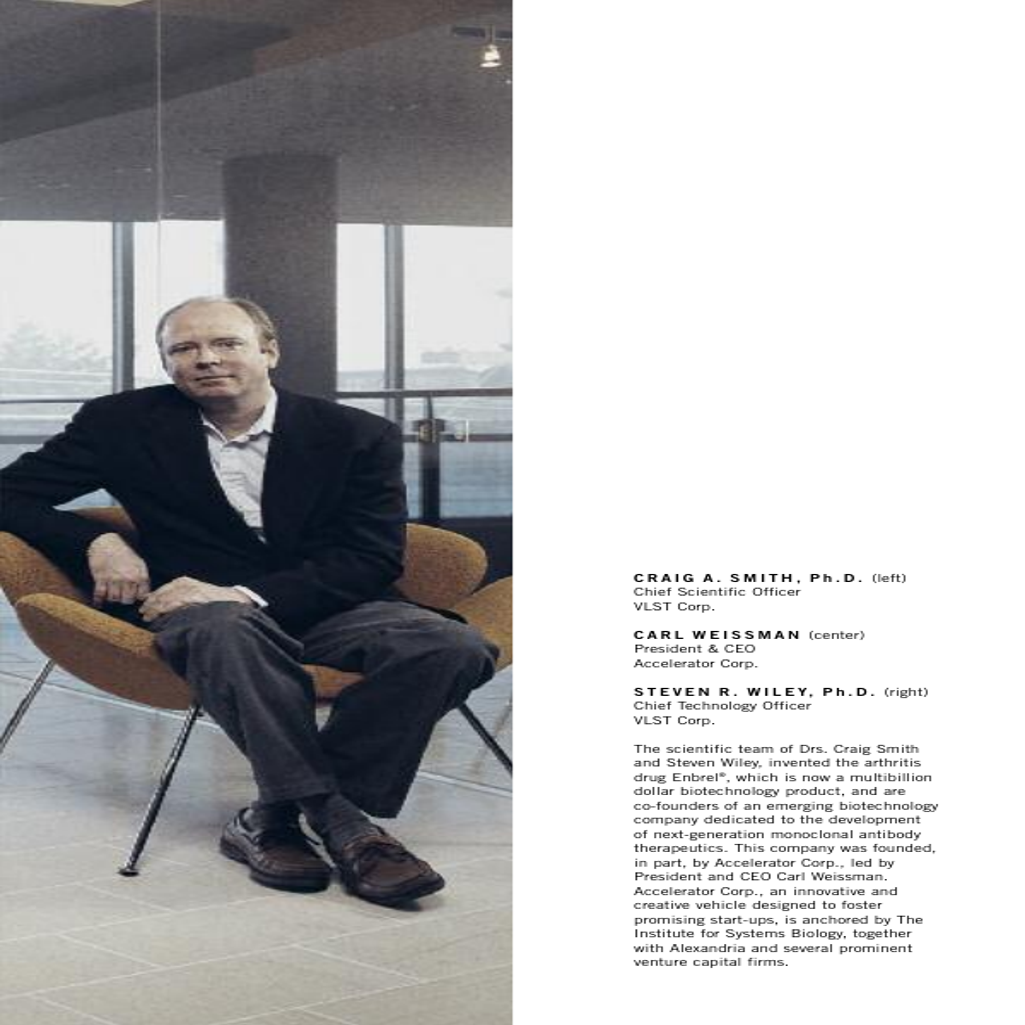 CRAIG A. SMITH, Ph.D. (left)
Chief Scientific Officer
VLST Corp.
CARL WEISSMAN (center)
President & CEO
Accelerator Corp.
STEVEN R. WILEY, Ph.D. (right)
Chief Technology Officer
VLST Corp.
The scientific team of Drs. Craig Smith
and Steven Wiley, invented the arthritis
drug Enbrel®, which is now a multibillion
dollar biotechnology product, and are
co-founders of an emerging biotechnology
company dedicated to the development
of next-generation monoclonal antibody
therapeutics. This company was founded,
in part, by Accelerator Corp., led by
President and CEO Carl Weissman.
Accelerator Corp., an innovative and
creative vehicle designed to foster
promising start-ups, is anchored by The
Institute for Systems Biology, together
with Alexandria and several prominent
venture capital firms.